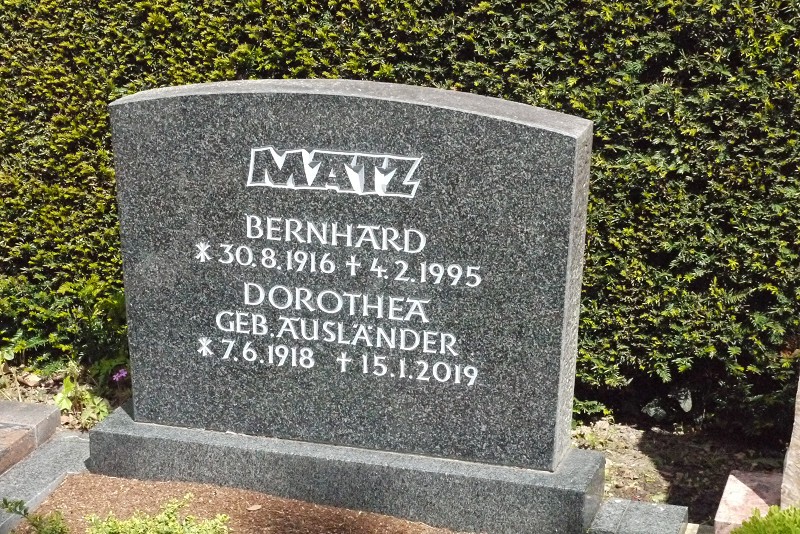 MATZ
BERNHARD
* 30.8.1916 † 4.2.1995
DOROTHEA
GEB. AUSLÄNDER
* 7.6.1918 † 15.1.2019